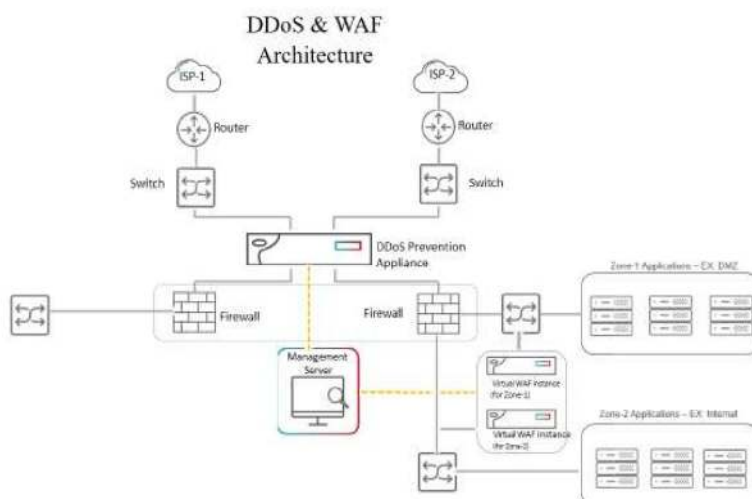 DDoS & WAF
Architecture
ISP-1
ISP-2
Router
Router
Switch
Switch
DDoS Prevention
Appliance
Zone-1 Applications – EX. DMZ
Firewall
Firewall
Management
Server
Virtual WAF instance
(for Zone-1)
Virtual WAF instance
(for Zone-2)
Zone-2 Applications – EX. Internal